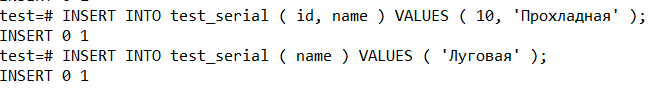 test=# INSERT INTO test_serial ( id, name ) VALUES ( 10, 'Прохладная' );
INSERT 0 1
test=# INSERT INTO test_serial ( name ) VALUES ( 'Луговая' );
INSERT 0 1